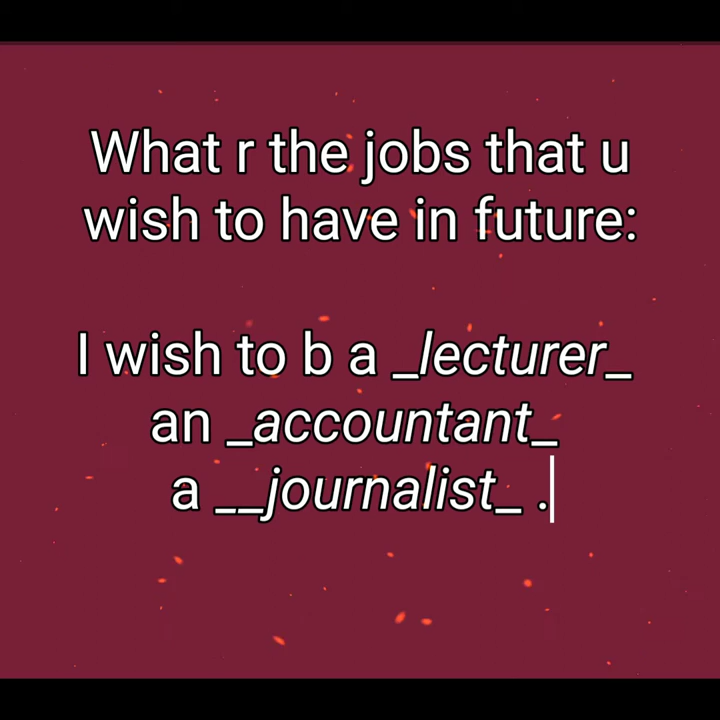 What r the jobs that u
wish to have in future:
I wish to b a _lecturer_
an _accountant_
a __journalist_ .